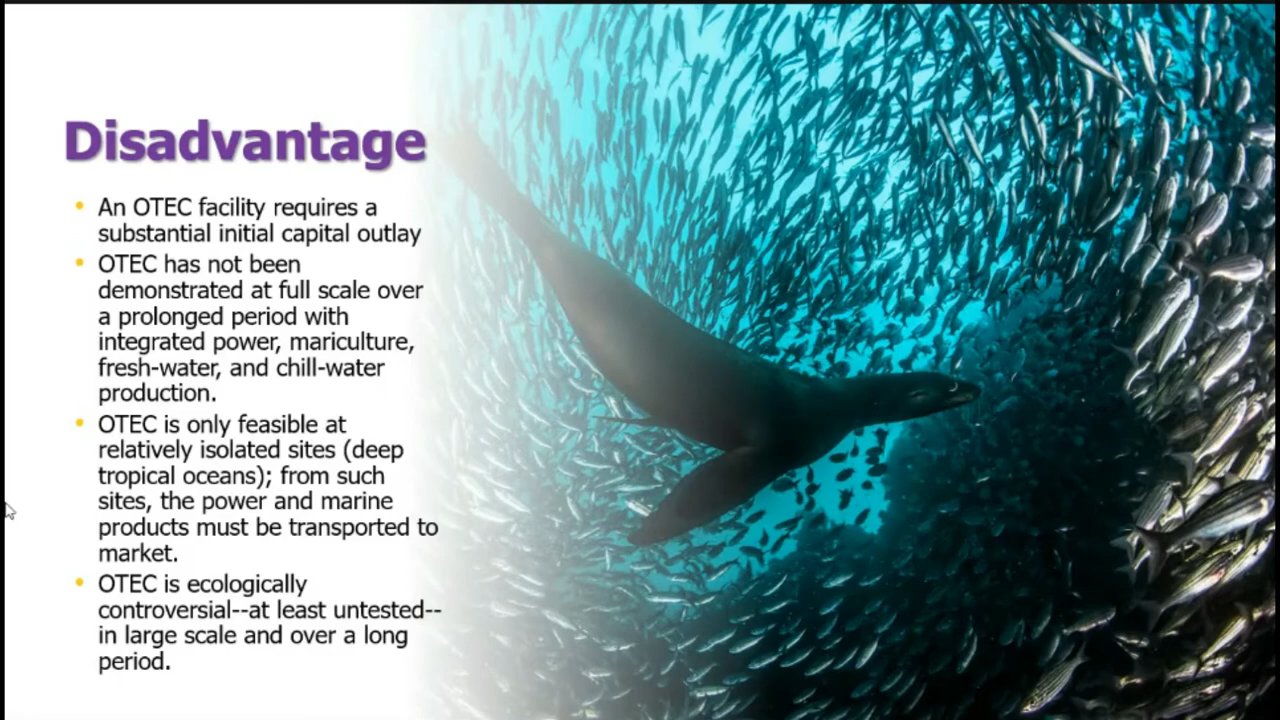 Disadvantage
• An OTEC facility requires a
substantial initial capital outlay
• OTEC has not been
demonstrated at full scale over
a prolonged period with
integrated power, mariculture,
fresh-water, and chill-water
production.
• OTEC is only feasible at
relatively isolated sites (deep
tropical oceans); from such
sites, the power and marine
products must be transported to
market.
• OTEC is ecologically
controversial--at least untested--
in large scale and over a long
period.